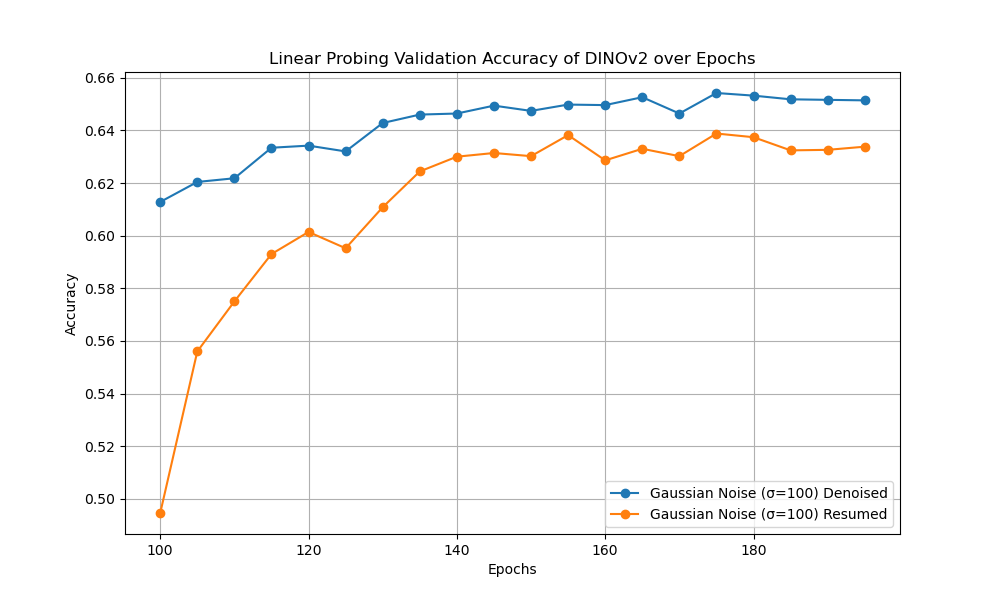 Linear Probing Validation Accuracy of DINOv2 over Epochs
0.66
0.64
0.62
0.60
0.58
0.56
0.54
0.52
0.50
Accuracy
Gaussian Noise (σ=100) Denoised
Gaussian Noise (σ=100) Resumed
100 120 140 160 180
Epochs